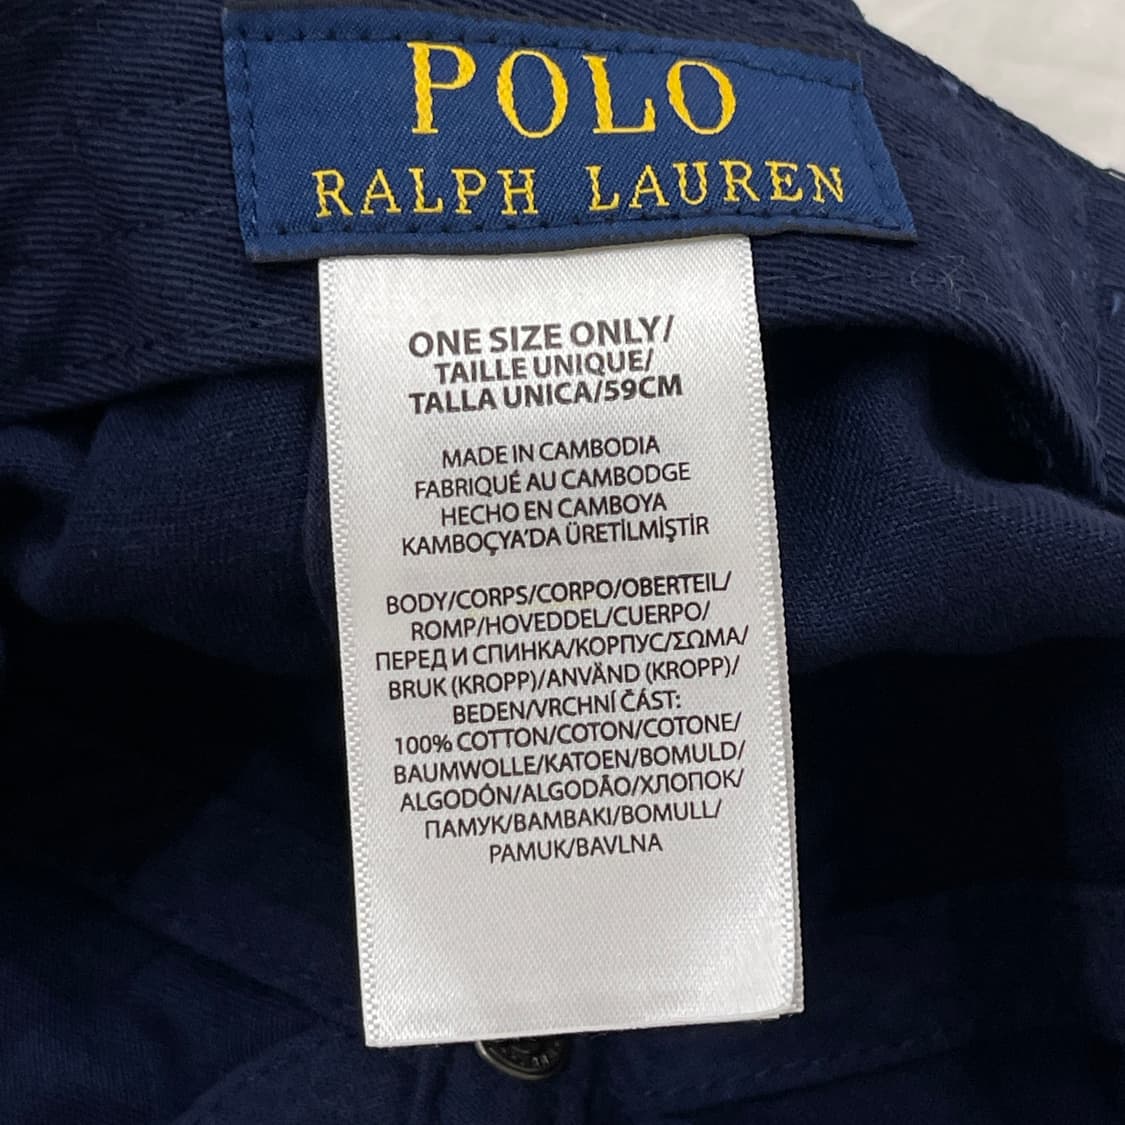 POLO
RALPH LAUREN
ONE SIZE ONLY/
TAILLE UNIQUE/
TALLA UNICA/59CM
MADE IN CAMBODIA
FABRIQUÉ AU CAMBODGE
HECHO EN CAMBOYA
KAMBOÇYA'DA ÜRETİLMİŞTİR
BODY/CORPS/CORPO/OBERTEIL/
ROMP/HOVEDDEL/CUERPO/
ПЕРЕД И СПИНКА/КОРПУС/ΣΩΜΑ/
BRUK (KROPP)/ANVÄND (KROPP)/
BEDEN/VRCHNÍ ČÁST:
100% COTTON/COTON/COTONE/
BAUMWOLLE/KATOEN/BOMULD/
ALGODÓN/ALGODÃO/ХЛОПОК/
ПАМУК/ΒΑΜΒΑΚΙ/BOMULL/
PAMUK/BAVLNA